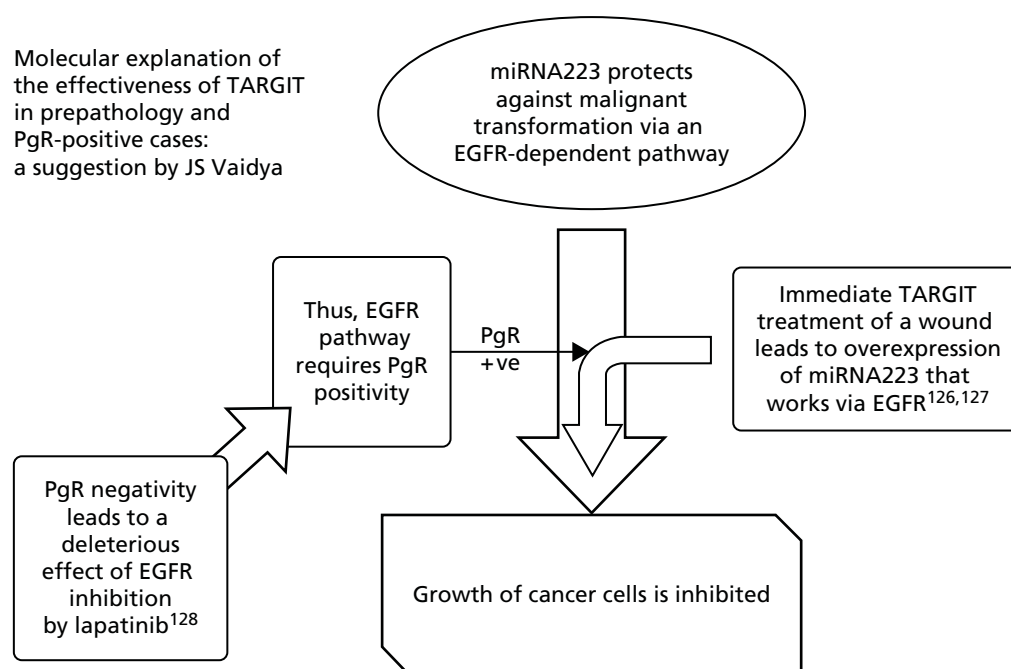 Molecular explanation of
the effectiveness of TARGIT
in prepathology and
PgR-positive cases:
a suggestion by JS Vaidya
miRNA223 protects
against malignant
transformation via an
EGFR-dependent pathway
Thus, EGFR
pathway
requires PgR
positivity
PgR
+ve
Immediate TARGIT
treatment of a wound
leads to overexpression
of miRNA223 that
works via EGFR126,127
PgR negativity
leads to a
deleterious
effect of EGFR
inhibition
by lapatinib128
Growth of cancer cells is inhibited